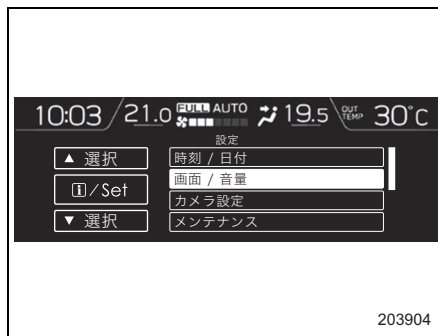 10:03 21.0 FULL AUTO 19.5 OUT TEMP 30°C
設定
▲ 選択
i/Set
▼ 選択
時刻 / 日付
画面 / 音量
カメラ設定
メンテナンス
203904